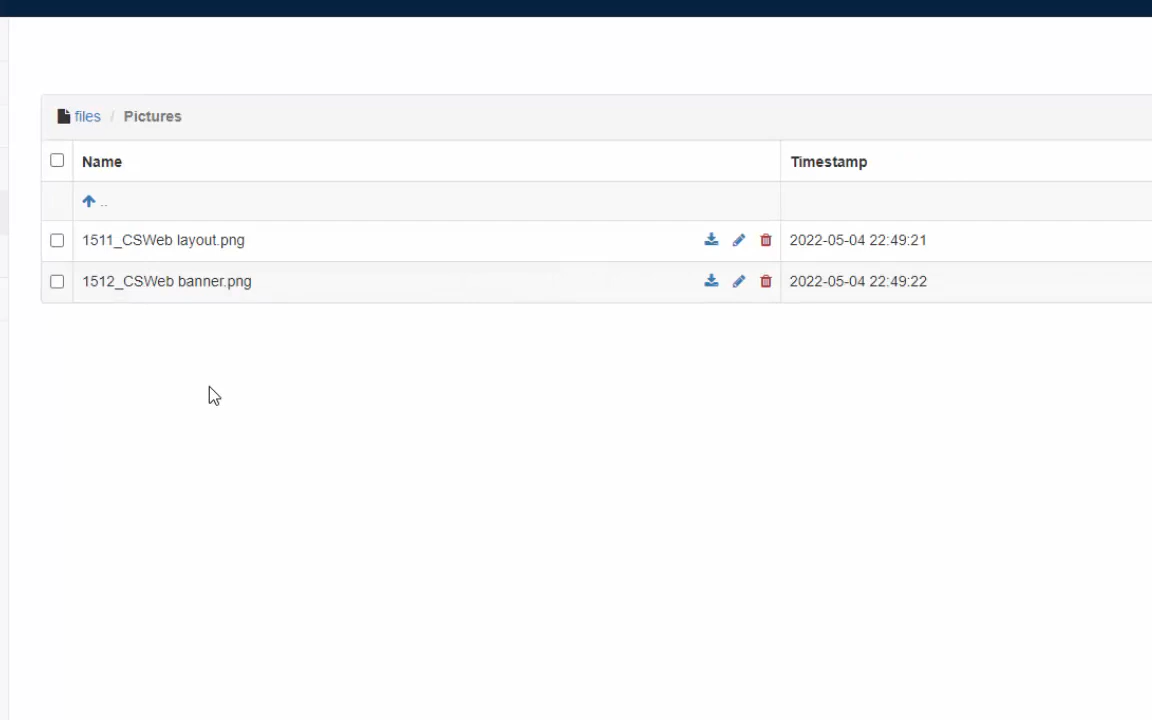 files / Pictures
Name Timestamp
..
1511_CSWeb layout.png 2022-05-04 22:49:21
1512_CSWeb banner.png 2022-05-04 22:49:22